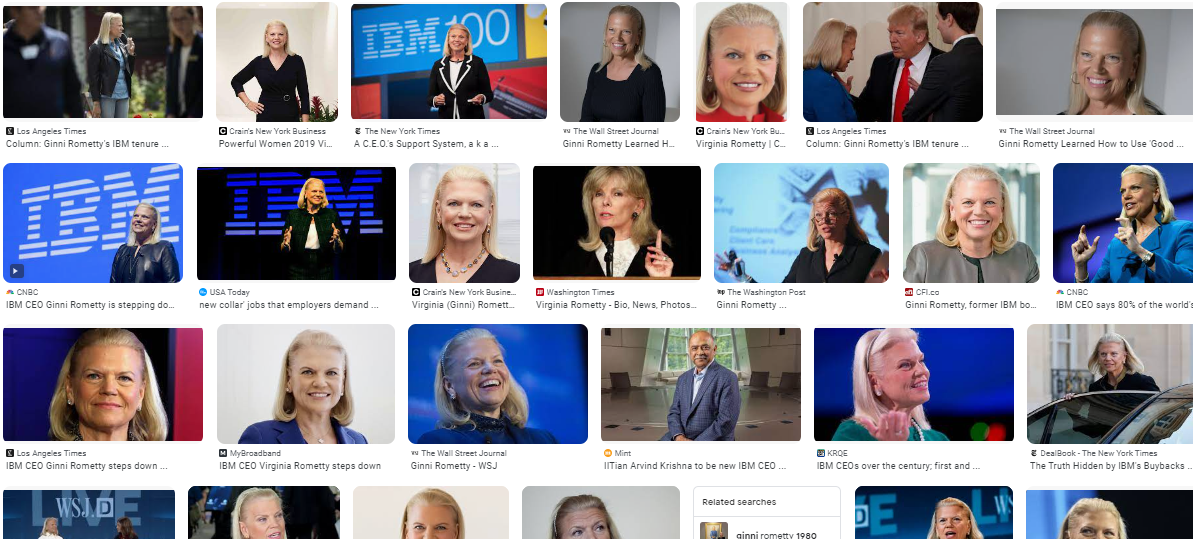 IBM 100
Los Angeles Times
Column: Ginni Rometty's IBM tenure ...
Crain's New York Business
Powerful Women 2019 Vi...
The New York Times
A C.E.O.'s Support System, a k a ...
The Wall Street Journal
Ginni Rometty Learned H...
Crain's New York Bu...
Virginia Rometty | C...
Los Angeles Times
Column: Ginni Rometty's IBM tenure ...
The Wall Street Journal
Ginni Rometty Learned How to Use 'Good ...
IBM
IBM
Compliance
Client Care
Business Analy
CNBC
IBM CEO Ginni Rometty is stepping do...
USA Today
new collar' jobs that employers demand ...
Crain's New York Busine...
Virginia (Ginni) Romett...
Washington Times
Virginia Rometty - Bio, News, Photos...
The Washington Post
Ginni Rometty ...
CFI.co
Ginni Rometty, former IBM bo...
CNBC
IBM CEO says 80% of the world's
Los Angeles Times
IBM CEO Ginni Rometty steps down ...
MyBroadband
IBM CEO Virginia Rometty steps down
The Wall Street Journal
Ginni Rometty - WSJ
Mint
IITian Arvind Krishna to be new IBM CEO ...
KRQE
IBM CEOs over the century; first and ...
DealBook - The New York Times
The Truth Hidden by IBM's Buybacks ...
LIVE
WSJ.D
Related searches
ginni rometty 1980